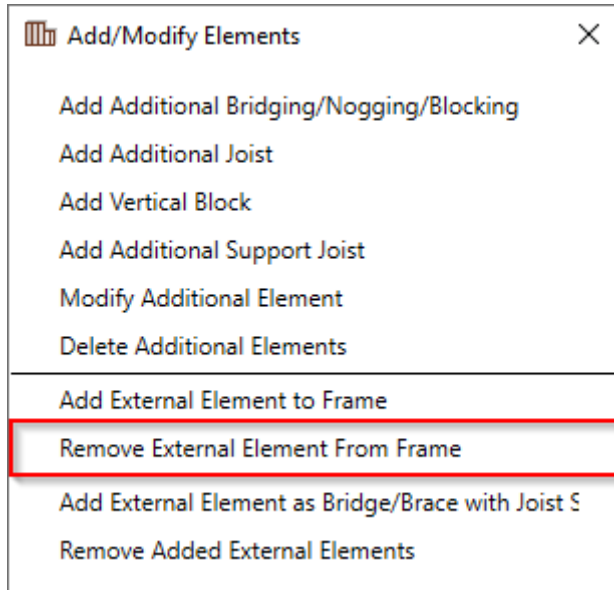 Add/Modify Elements
Add Additional Bridging/Nogging/Blocking
Add Additional Joist
Add Vertical Block
Add Additional Support Joist
Modify Additional Element
Delete Additional Elements
Add External Element to Frame
Remove External Element From Frame
Add External Element as Bridge/Brace with Joist S
Remove Added External Elements